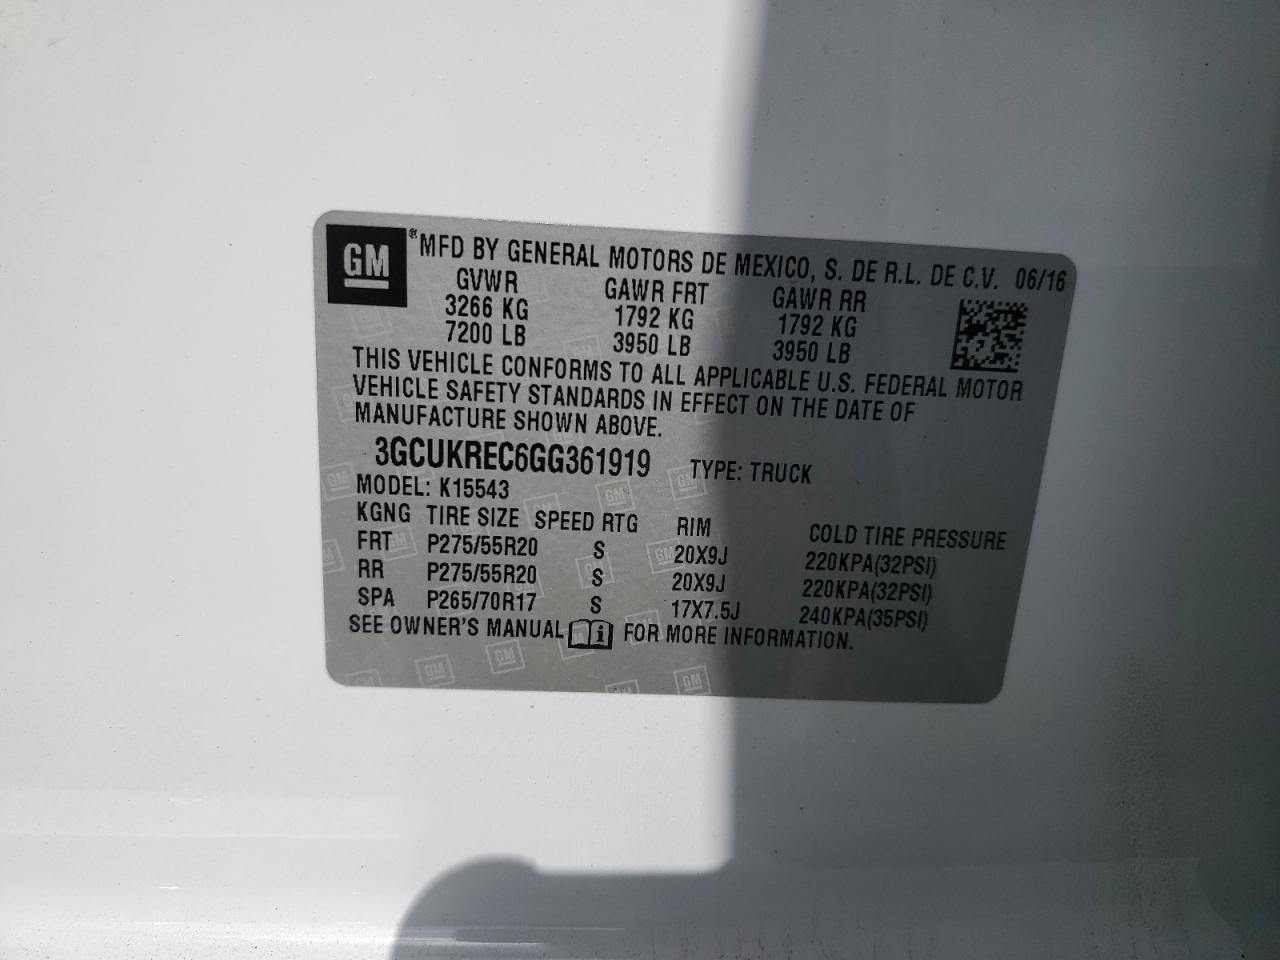 GM ® MFD BY GENERAL MOTORS DE MEXICO, S. DE R.L. DE C.V. 06/16
GVWR GAWR FRT GAWR RR
3266 KG 1792 KG 1792 KG
7200 LB 3950 LB 3950 LB
THIS VEHICLE CONFORMS TO ALL APPLICABLE U.S. FEDERAL MOTOR
VEHICLE SAFETY STANDARDS IN EFFECT ON THE DATE OF
MANUFACTURE SHOWN ABOVE.
3GCUKREC6GG361919 TYPE: TRUCK
MODEL: K15543
KGNG TIRE SIZE SPEED RTG RIM COLD TIRE PRESSURE
FRT P275/55R20 S 20X9J 220KPA(32PSI)
RR P275/55R20 S 20X9J 220KPA(32PSI)
SPA P265/70R17 S 17X7.5J 240KPA(35PSI)
SEE OWNER'S MANUAL i FOR MORE INFORMATION.